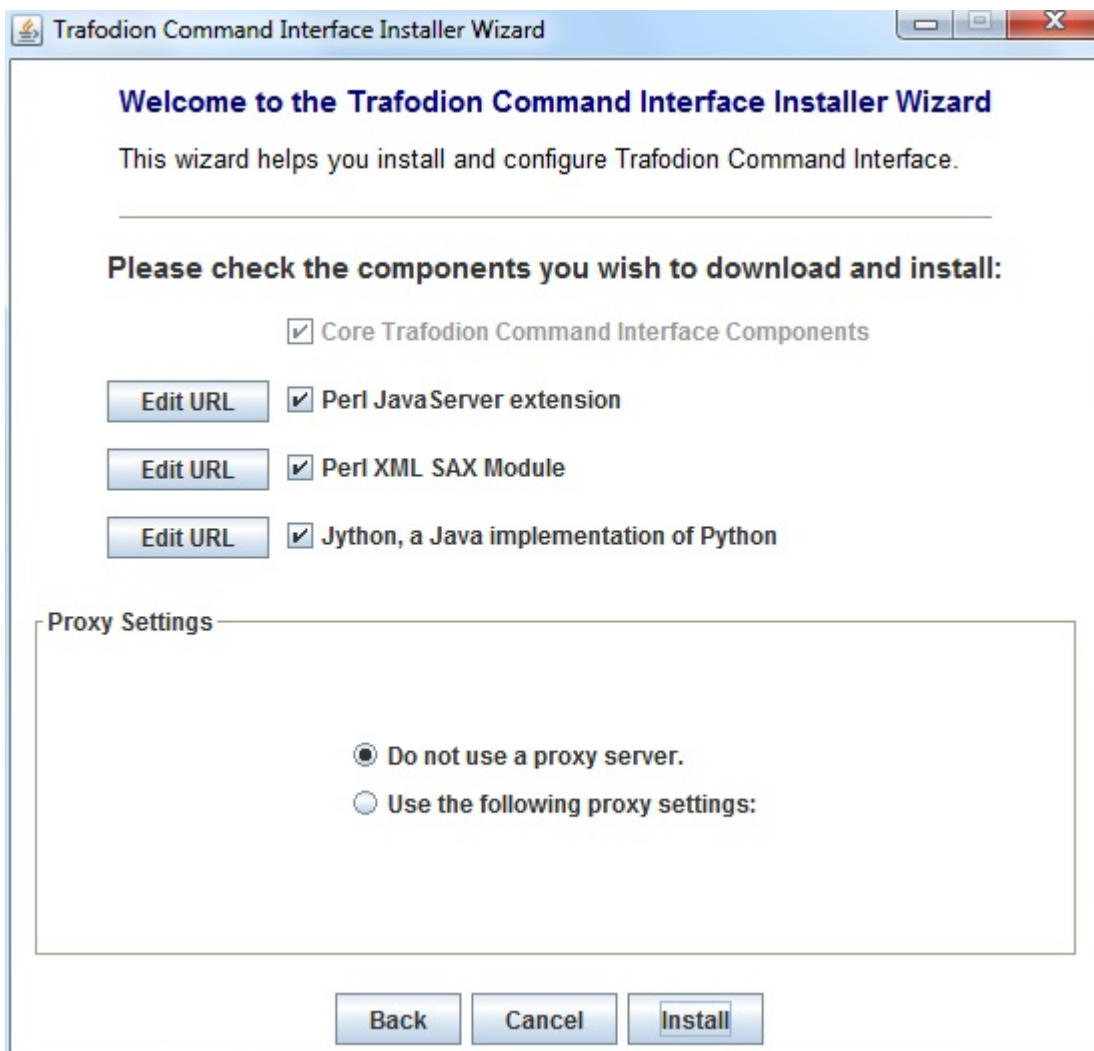 Trafodion Command Interface Installer Wizard
Welcome to the Trafodion Command Interface Installer Wizard
This wizard helps you install and configure Trafodion Command Interface.
Please check the components you wish to download and install:
Core Trafodion Command Interface Components
Edit URL Perl JavaServer extension
Edit URL Perl XML SAX Module
Edit URL Jython, a Java implementation of Python
Proxy Settings
Do not use a proxy server.
Use the following proxy settings:
Back Cancel Install